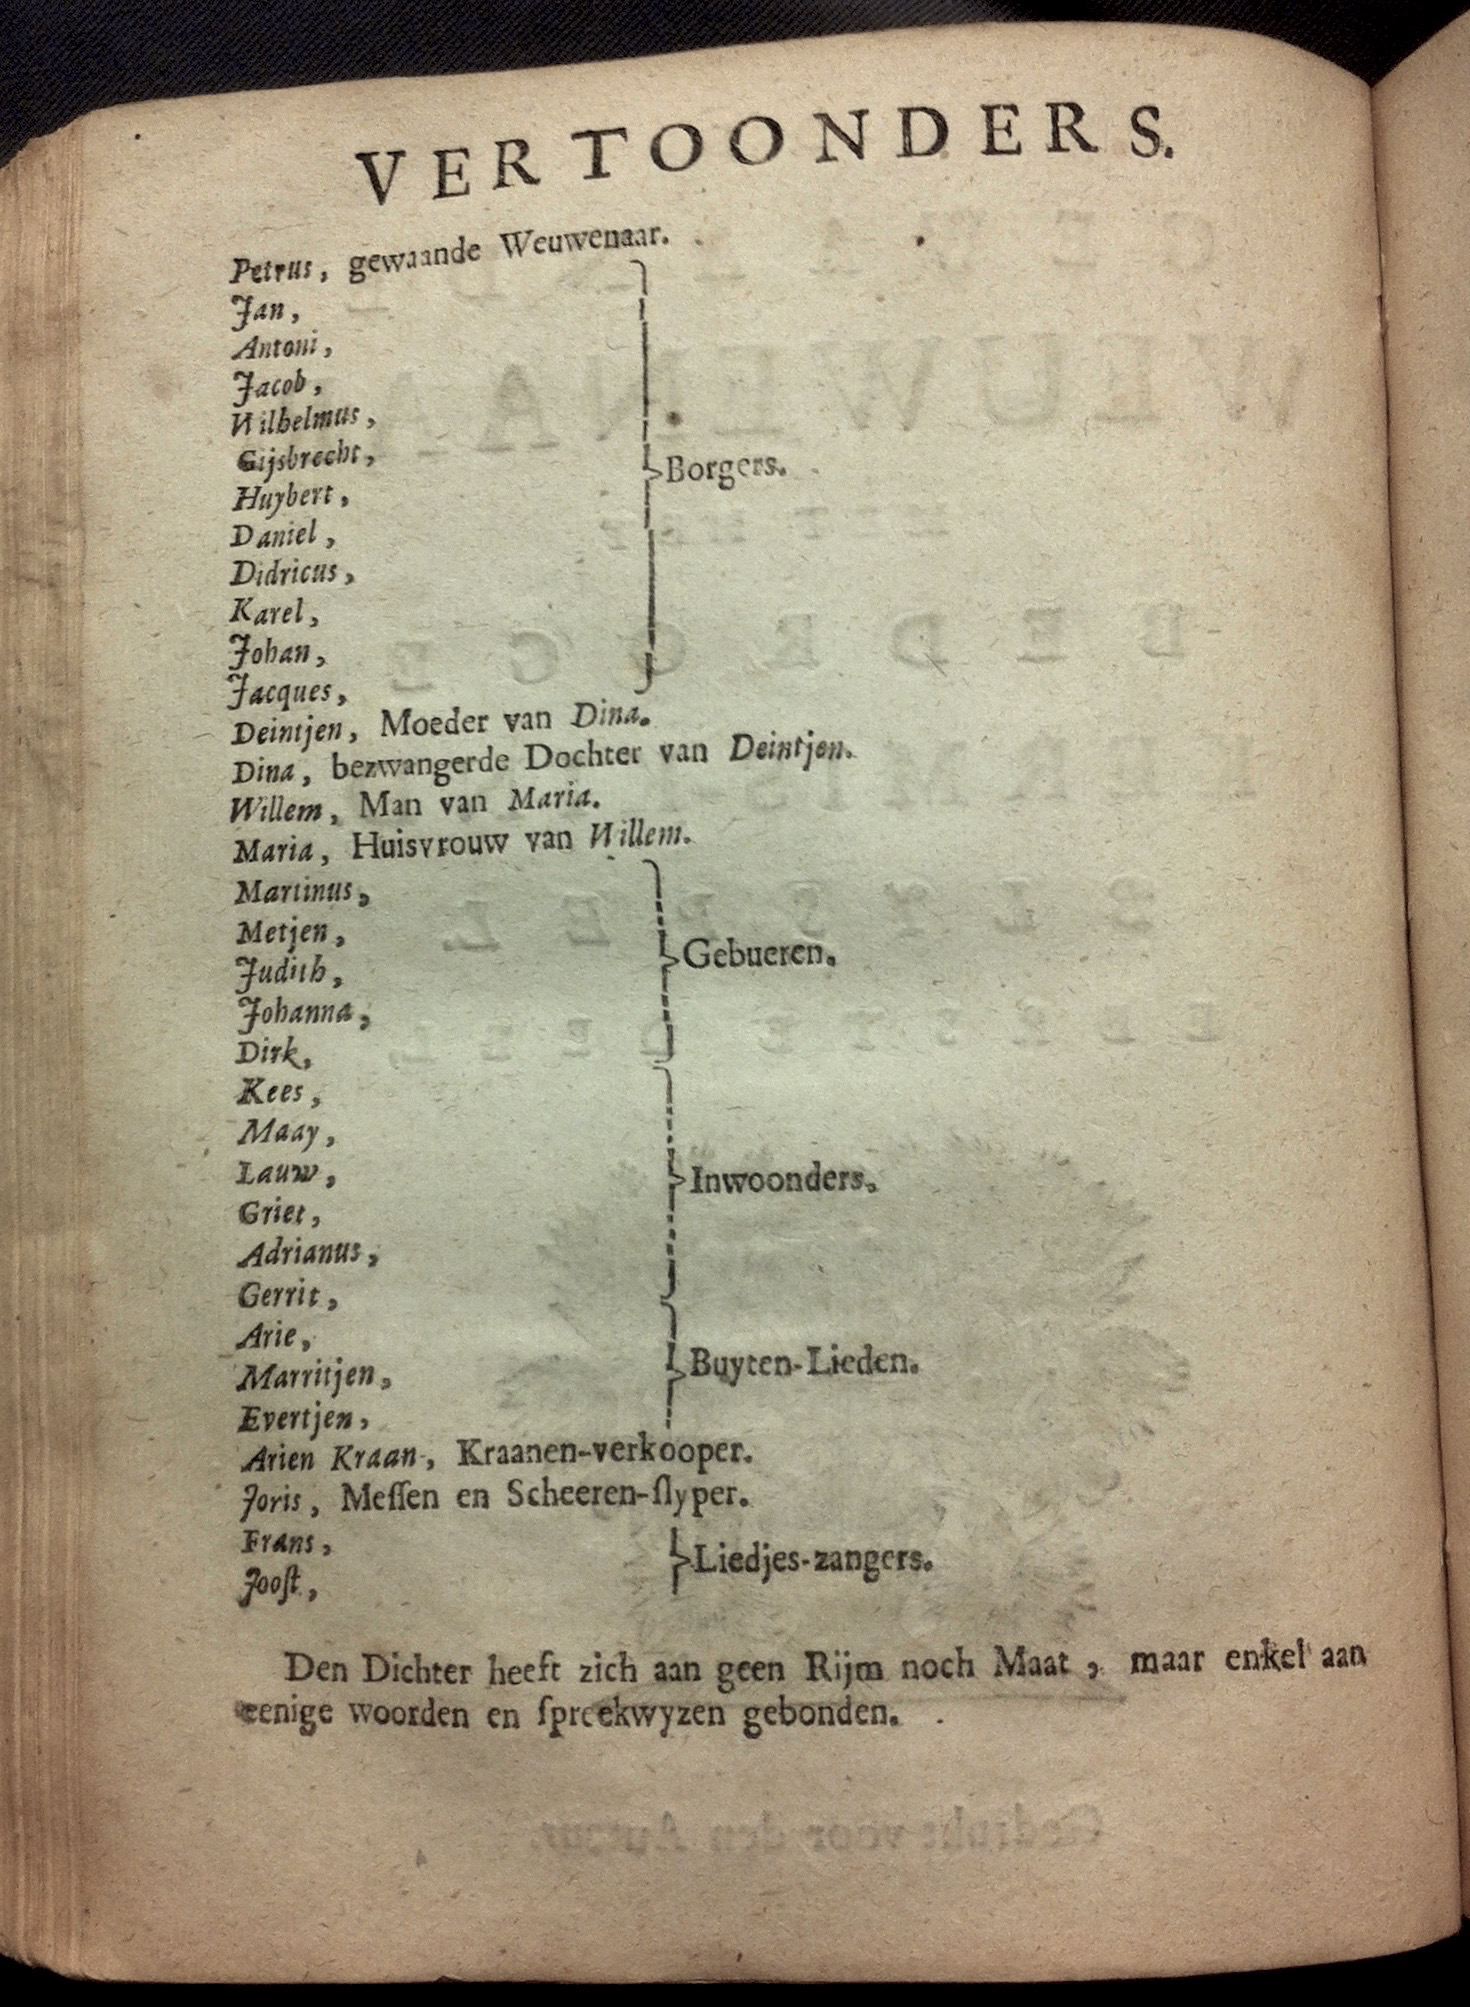 VERTOONDERS.
Petrus, gewaande Weuwenaar.
Jan,
Antoni,
Jacob,
Wilhelmus,
Gijsbrecht,
Borgers.
Huybert,
Daniel,
Didricus,
Karel,
Johan,
Jacques,
Deintjen, Moeder van Dina.
Dina, bezwangerde Dochter van Deintjen.
Willem, Man van Maria.
Maria, Huisvrouw van Willem.
Martinus,
Metjen,
Gebueren.
Judith,
Johanna,
Dirk,
Kees,
Maay,
Lauw,
Inwoonders.
Griet,
Adrianus,
Gerrit,
Arie,
Buyten-Lieden.
Marritjen,
Evertjen,
Arien Kraan, Kraanen-verkooper.
Joris, Meſſen en Scheeren-ſlyper.
Frans,
Liedjes-zangers.
Jooſt,
Den Dichter heeft zich aan geen Rijm noch Maat, maar enkel aan
eenige woorden en ſpreekwyzen gebonden.